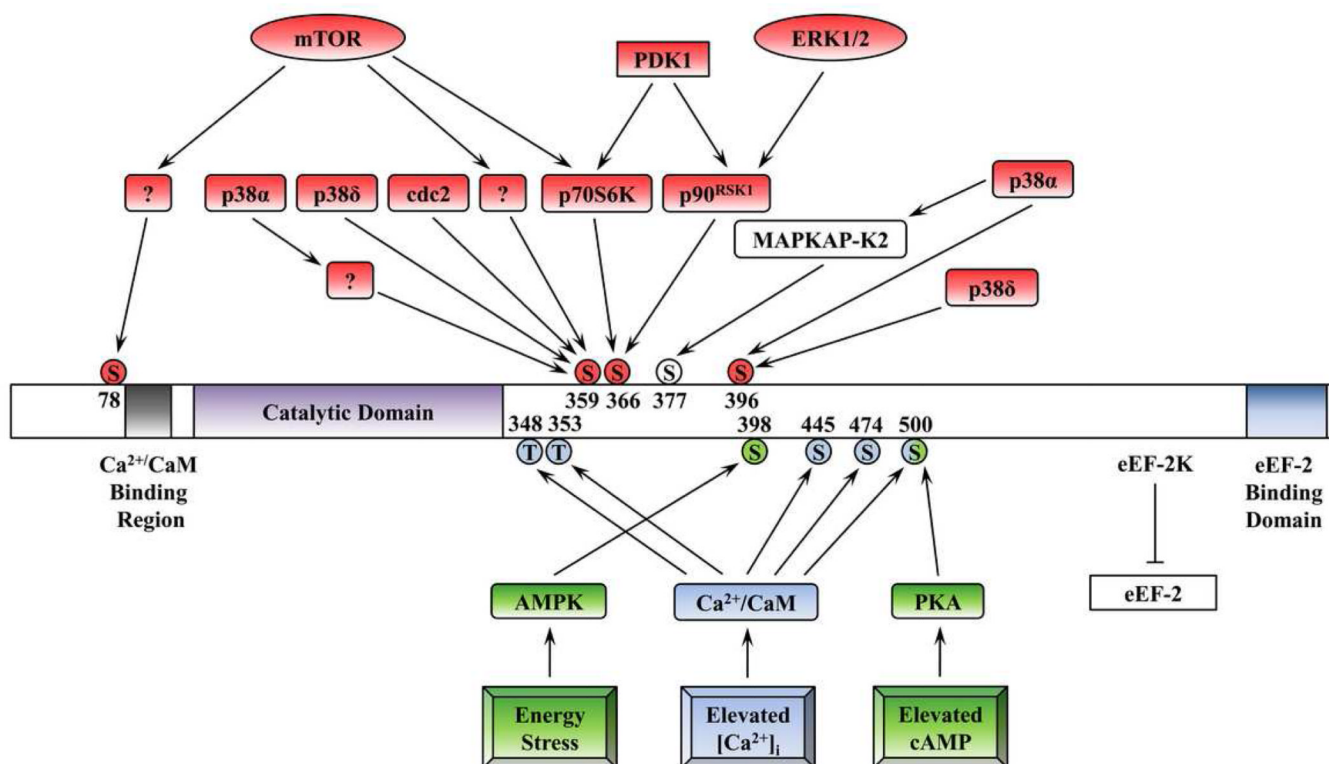 mTOR
PDK1
ERK1/2
?
p38α
p38δ
cdc2
?
p70S6K
p90RSK1
p38α
MAPKAP-K2
?
p38δ
S
S
S
S
S
78
Catalytic Domain
359
366
377
396
348
353
398
445
474
500
T
T
S
S
S
S
Ca²⁺/CaM
Binding
Region
eEF-2K
eEF-2
Binding
Domain
AMPK
Ca²⁺/CaM
PKA
eEF-2
Energy
Stress
Elevated
[Ca²⁺]i
Elevated
cAMP